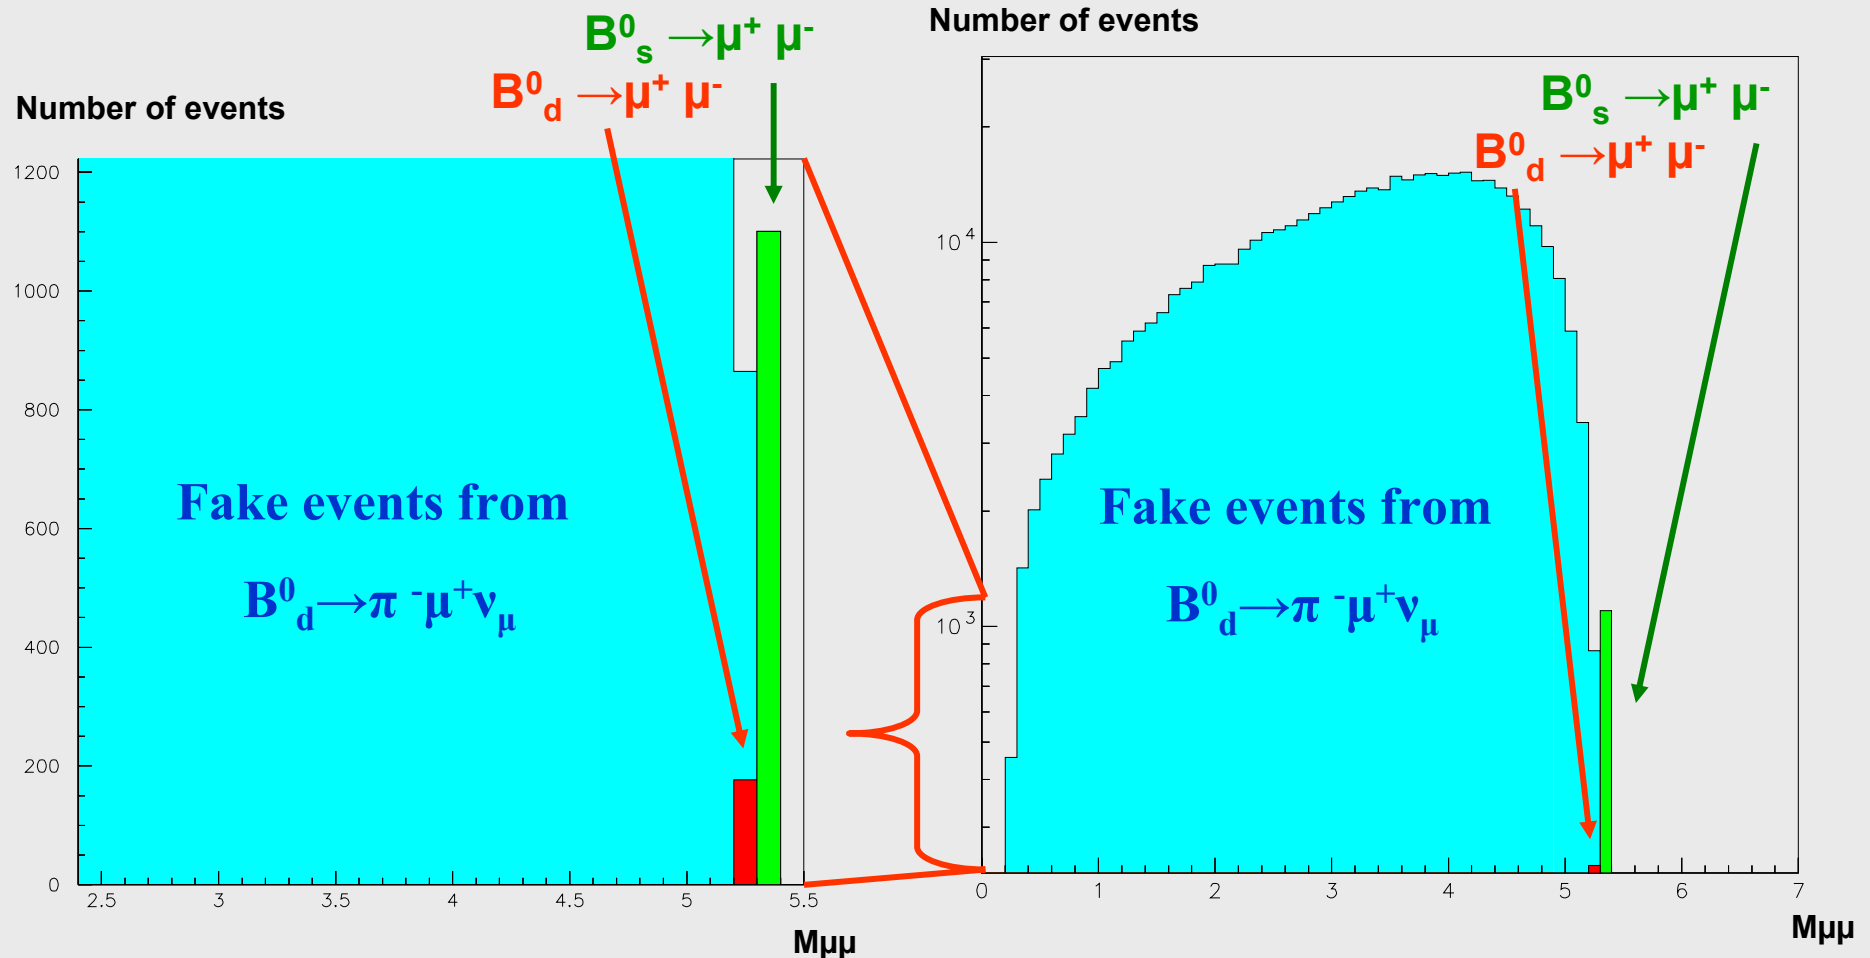 Number of events
B⁰s →μ⁺ μ⁻
B⁰d →μ⁺ μ⁻
1200
1000
800
600
400
200
0
Fake events from
B⁰d→π ⁻μ⁺νμ
2.5 3 3.5 4 4.5 5 5.5
Mμμ
Number of events
B⁰s →μ⁺ μ⁻
B⁰d →μ⁺ μ⁻
10⁴
10³
Fake events from
B⁰d→π ⁻μ⁺νμ
0 1 2 3 4 5 6 7
Mμμ